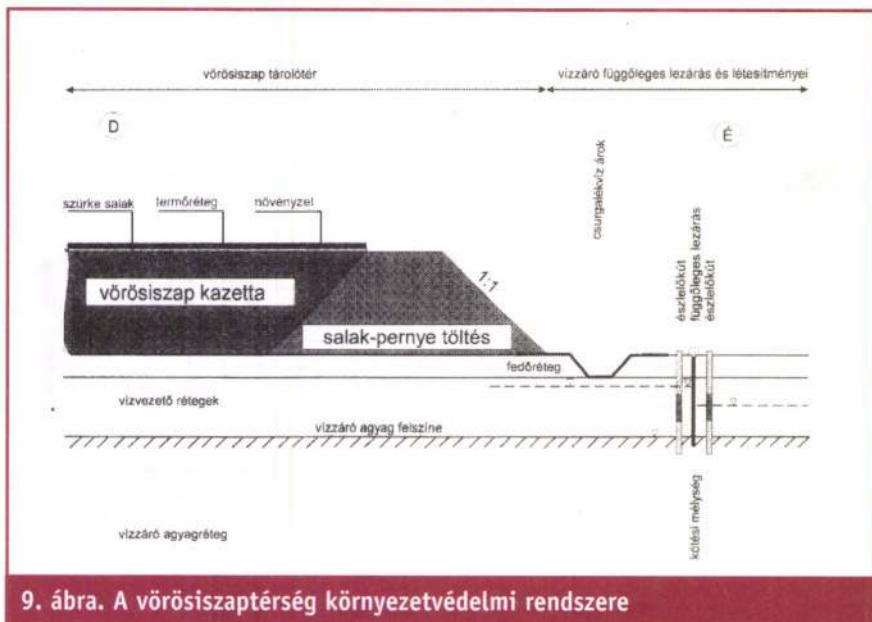 vörösiszap tárolótér
vízzáró függőleges lezárás és létesítményei
D
É
csurgalékvíz árok
szürke salak
termőréteg
növényzet
vörösiszap kazetta
salak-pernye töltés
1:1
észlelőkút
függőleges lezárás
észlelőkút
fedőréteg
vízvezető rétegek
vízzáró agyag felszíne
vízzáró agyagréteg
kötési mélység
9. ábra. A vörösiszaptérség környezetvédelmi rendszere